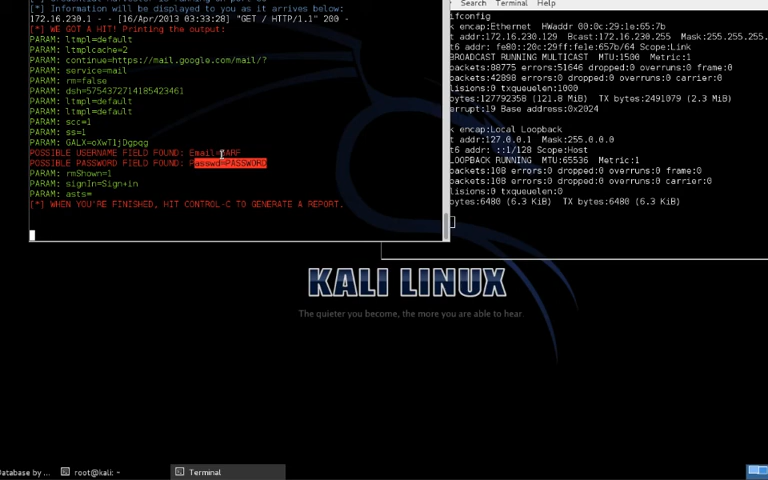 [*] Information will be displayed to you as it arrives below:
172.16.230.1 - - [16/Apr/2013 03:33:28] "GET / HTTP/1.1" 200 -
[*] WE GOT A HIT! Printing the output:
PARAM: ltmpl=default
PARAM: ltmplcache=2
PARAM: continue=https://mail.google.com/mail/?
PARAM: service=mail
PARAM: rm=false
PARAM: dsh=5754372714185423461
PARAM: ltmpl=default
PARAM: ltmpl=default
PARAM: scc=1
PARAM: ss=1
PARAM: GALX=oXwT1jDgpqg
POSSIBLE USERNAME FIELD FOUND: Email=BARF
POSSIBLE PASSWORD FIELD FOUND: Passwd=PASSWORD
PARAM: rmShown=1
PARAM: signIn=Sign+in
PARAM: asts=
[*] WHEN YOU'RE FINISHED, HIT CONTROL-C TO GENERATE A REPORT.
Search Terminal Help
ifconfig
k encap:Ethernet HWaddr 00:0c:29:1e:65:7b
et addr:172.16.230.129 Bcast:172.16.230.255 Mask:255.255.
t6 addr: fe80::20c:29ff:fe1e:657b/64 Scope:Link
BROADCAST RUNNING MULTICAST MTU:1500 Metric:1
packets:88775 errors:51646 dropped:0 overruns:0 frame:0
packets:42898 errors:0 dropped:0 overruns:0 carrier:0
lisions:0 txqueuelen:1000
bytes:127792358 (121.8 MiB) TX bytes:2491079 (2.3 MiB)
errupt:19 Base address:0x2024
k encap:Local Loopback
et addr:127.0.0.1 Mask:255.0.0.0
t6 addr: ::1/128 Scope:Host
LOOPBACK RUNNING MTU:65536 Metric:1
packets:108 errors:0 dropped:0 overruns:0 frame:0
packets:108 errors:0 dropped:0 overruns:0 carrier:0
lisions:0 txqueuelen:0
bytes:6480 (6.3 KiB) TX bytes:6480 (6.3 KiB)
KALI LINUX
The quieter you become, the more you are able to hear
Database by ...
root@kali: ~
Terminal